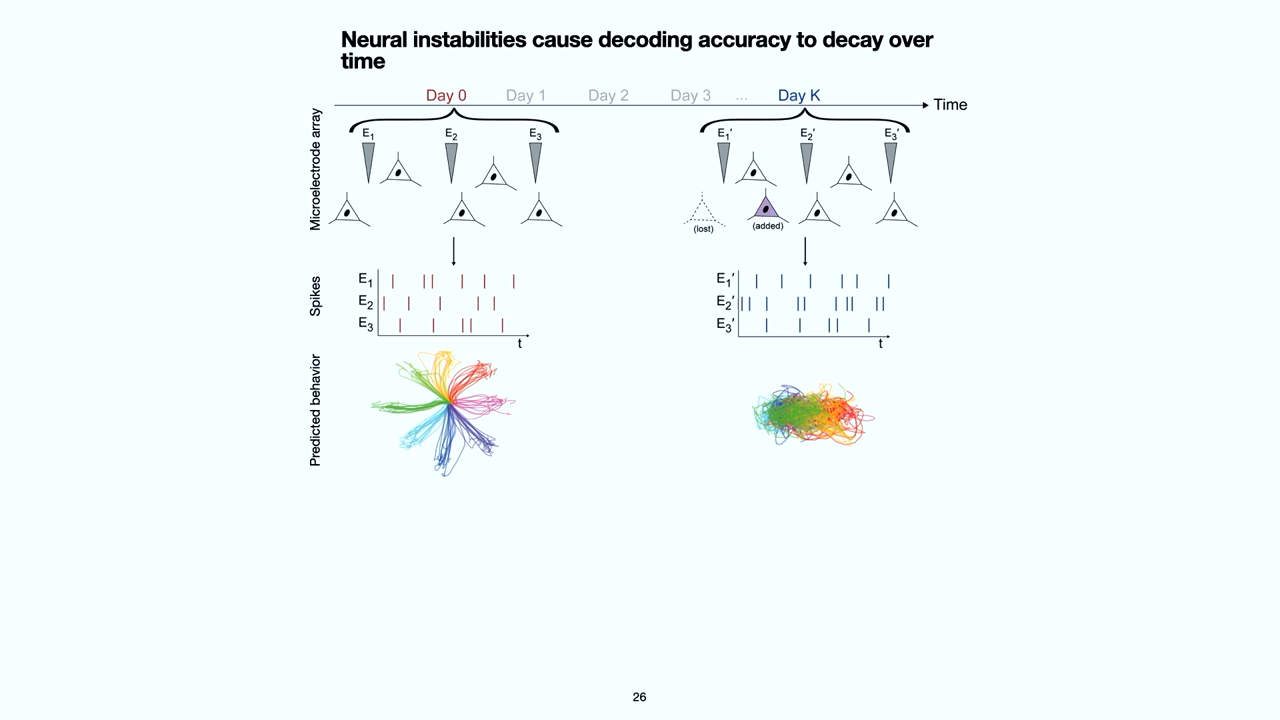 Neural instabilities cause decoding accuracy to decay over
time
Day 0 Day 1 Day 2 Day 3 ... Day K
Time
Microelectrode array
E1 E2 E3 E1′ E2′ E3′
(lost) (added)
Spikes
E1
E2
E3
t
E1′
E2′
E3′
t
Predicted behavior
26